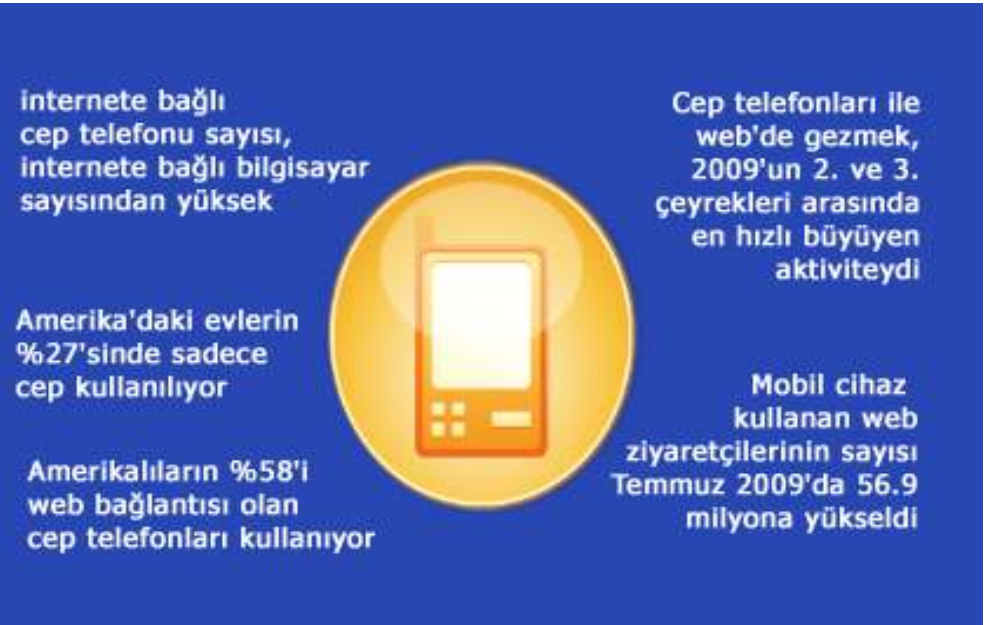 internete bağlı
cep telefonu sayısı,
internete bağlı bilgisayar
sayısından yüksek
Amerika'daki evlerin
%27'sinde sadece
cep kullanılıyor
Amerikalıların %58'i
web bağlantısı olan
cep telefonları kullanıyor
Cep telefonları ile
web'de gezmek,
2009'un 2. ve 3.
çeyrekleri arasında
en hızlı büyüyen
aktiviteydi
Mobil cihaz
kullanan web
ziyaretçilerinin sayısı
Temmuz 2009'da 56.9
milyona yükseldi